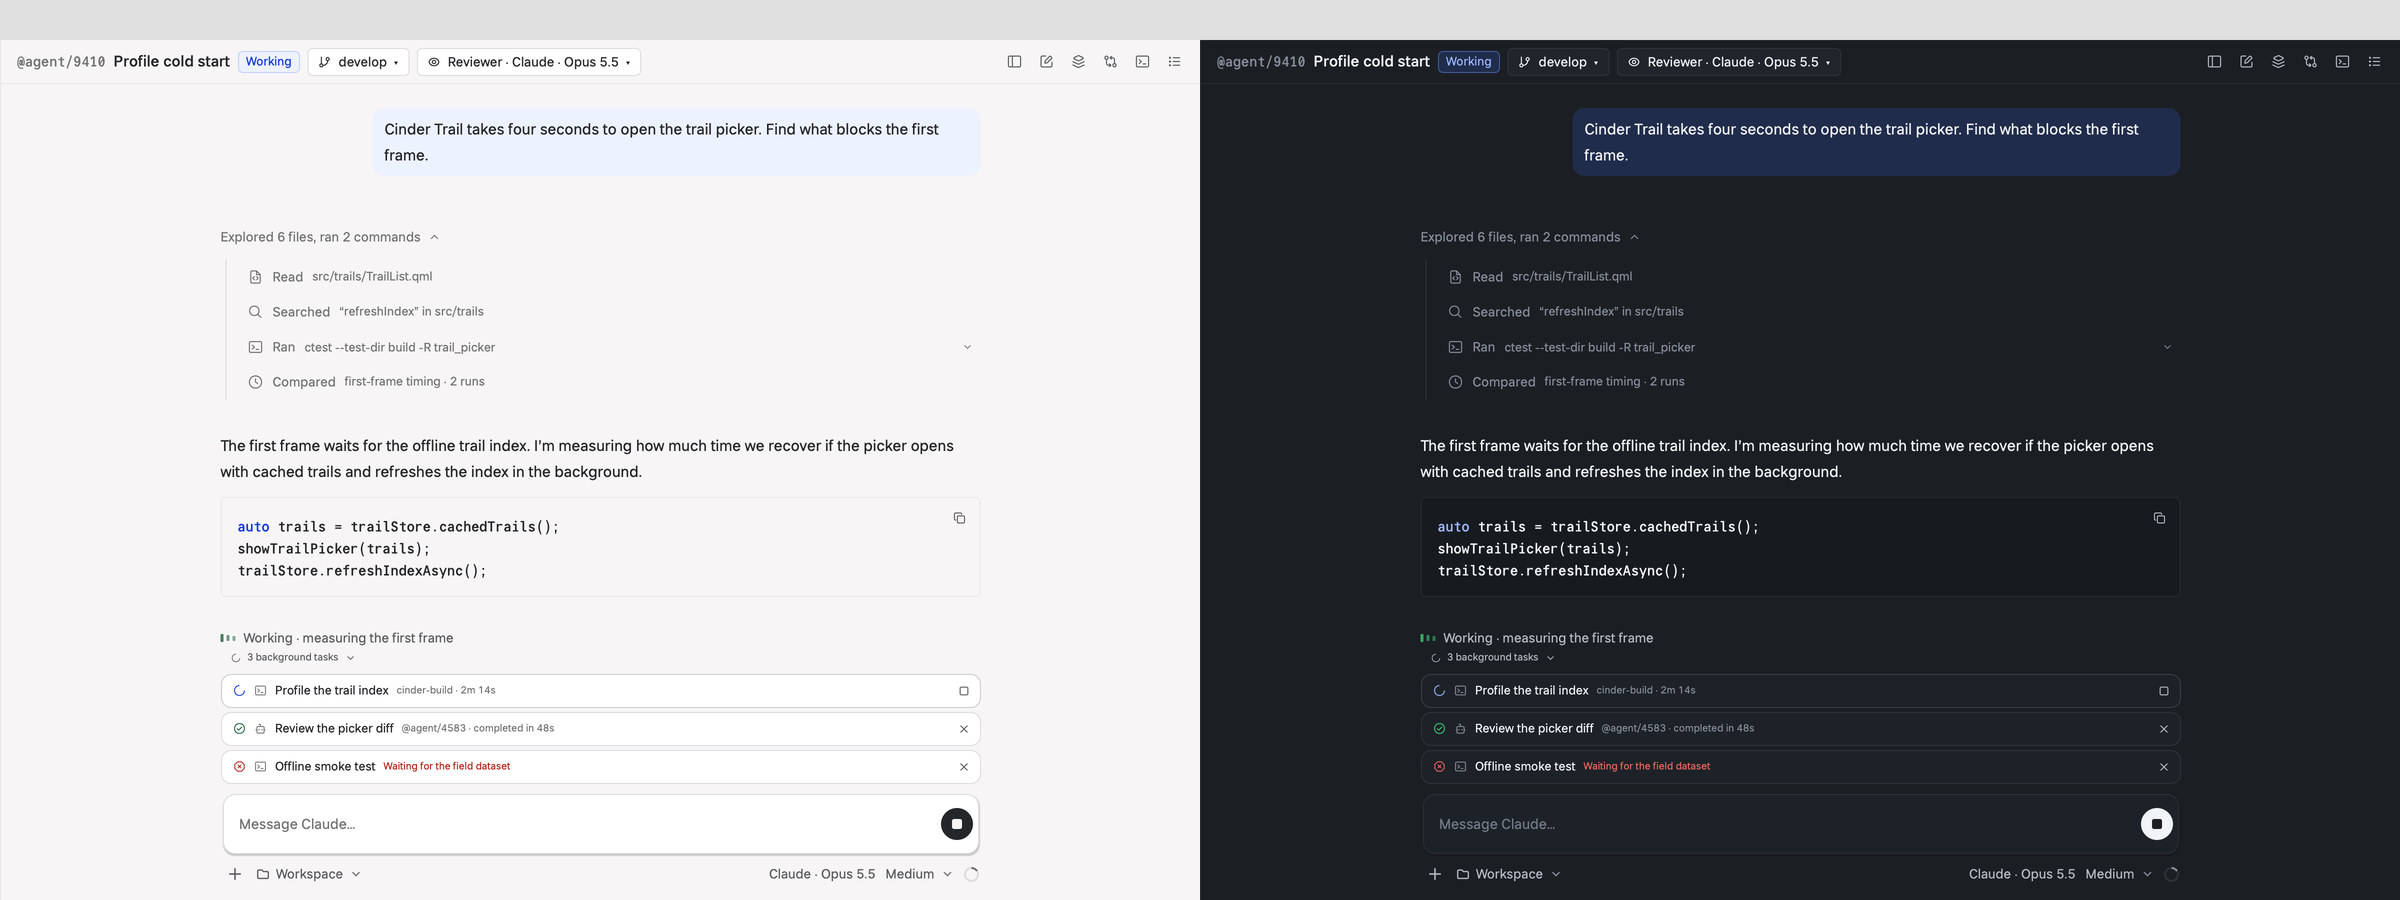 @agent/9410 Profile cold start Working develop Reviewer · Claude · Opus 5.5
Cinder Trail takes four seconds to open the trail picker. Find what blocks the first
frame.
Explored 6 files, ran 2 commands
Read src/trails/TrailList.qml
Searched “refreshIndex” in src/trails
Ran ctest --test-dir build -R trail_picker
Compared first-frame timing · 2 runs
The first frame waits for the offline trail index. I'm measuring how much time we recover if the picker opens
with cached trails and refreshes the index in the background.
auto trails = trailStore.cachedTrails();
showTrailPicker(trails);
trailStore.refreshIndexAsync();
Working · measuring the first frame
3 background tasks
Profile the trail index cinder-build · 2m 14s
Review the picker diff @agent/4583 · completed in 48s
Offline smoke test Waiting for the field dataset
Message Claude...
Workspace Claude · Opus 5.5 Medium
@agent/9410 Profile cold start Working develop Reviewer · Claude · Opus 5.5
Cinder Trail takes four seconds to open the trail picker. Find what blocks the first
frame.
Explored 6 files, ran 2 commands
Read src/trails/TrailList.qml
Searched “refreshIndex” in src/trails
Ran ctest --test-dir build -R trail_picker
Compared first-frame timing · 2 runs
The first frame waits for the offline trail index. I'm measuring how much time we recover if the picker opens
with cached trails and refreshes the index in the background.
auto trails = trailStore.cachedTrails();
showTrailPicker(trails);
trailStore.refreshIndexAsync();
Working · measuring the first frame
3 background tasks
Profile the trail index cinder-build · 2m 14s
Review the picker diff @agent/4583 · completed in 48s
Offline smoke test Waiting for the field dataset
Message Claude...
Workspace Claude · Opus 5.5 Medium